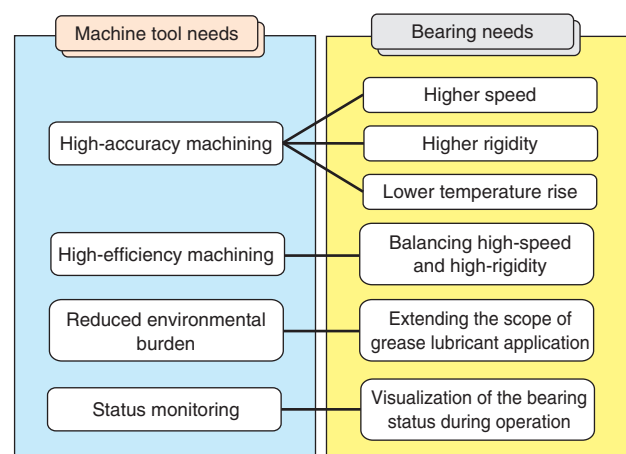 Machine tool needs
Bearing needs
High-accuracy machining
Higher speed
Higher rigidity
Lower temperature rise
High-efficiency machining
Balancing high-speed
and high-rigidity
Reduced environmental
burden
Extending the scope of
grease lubricant application
Status monitoring
Visualization of the bearing
status during operation